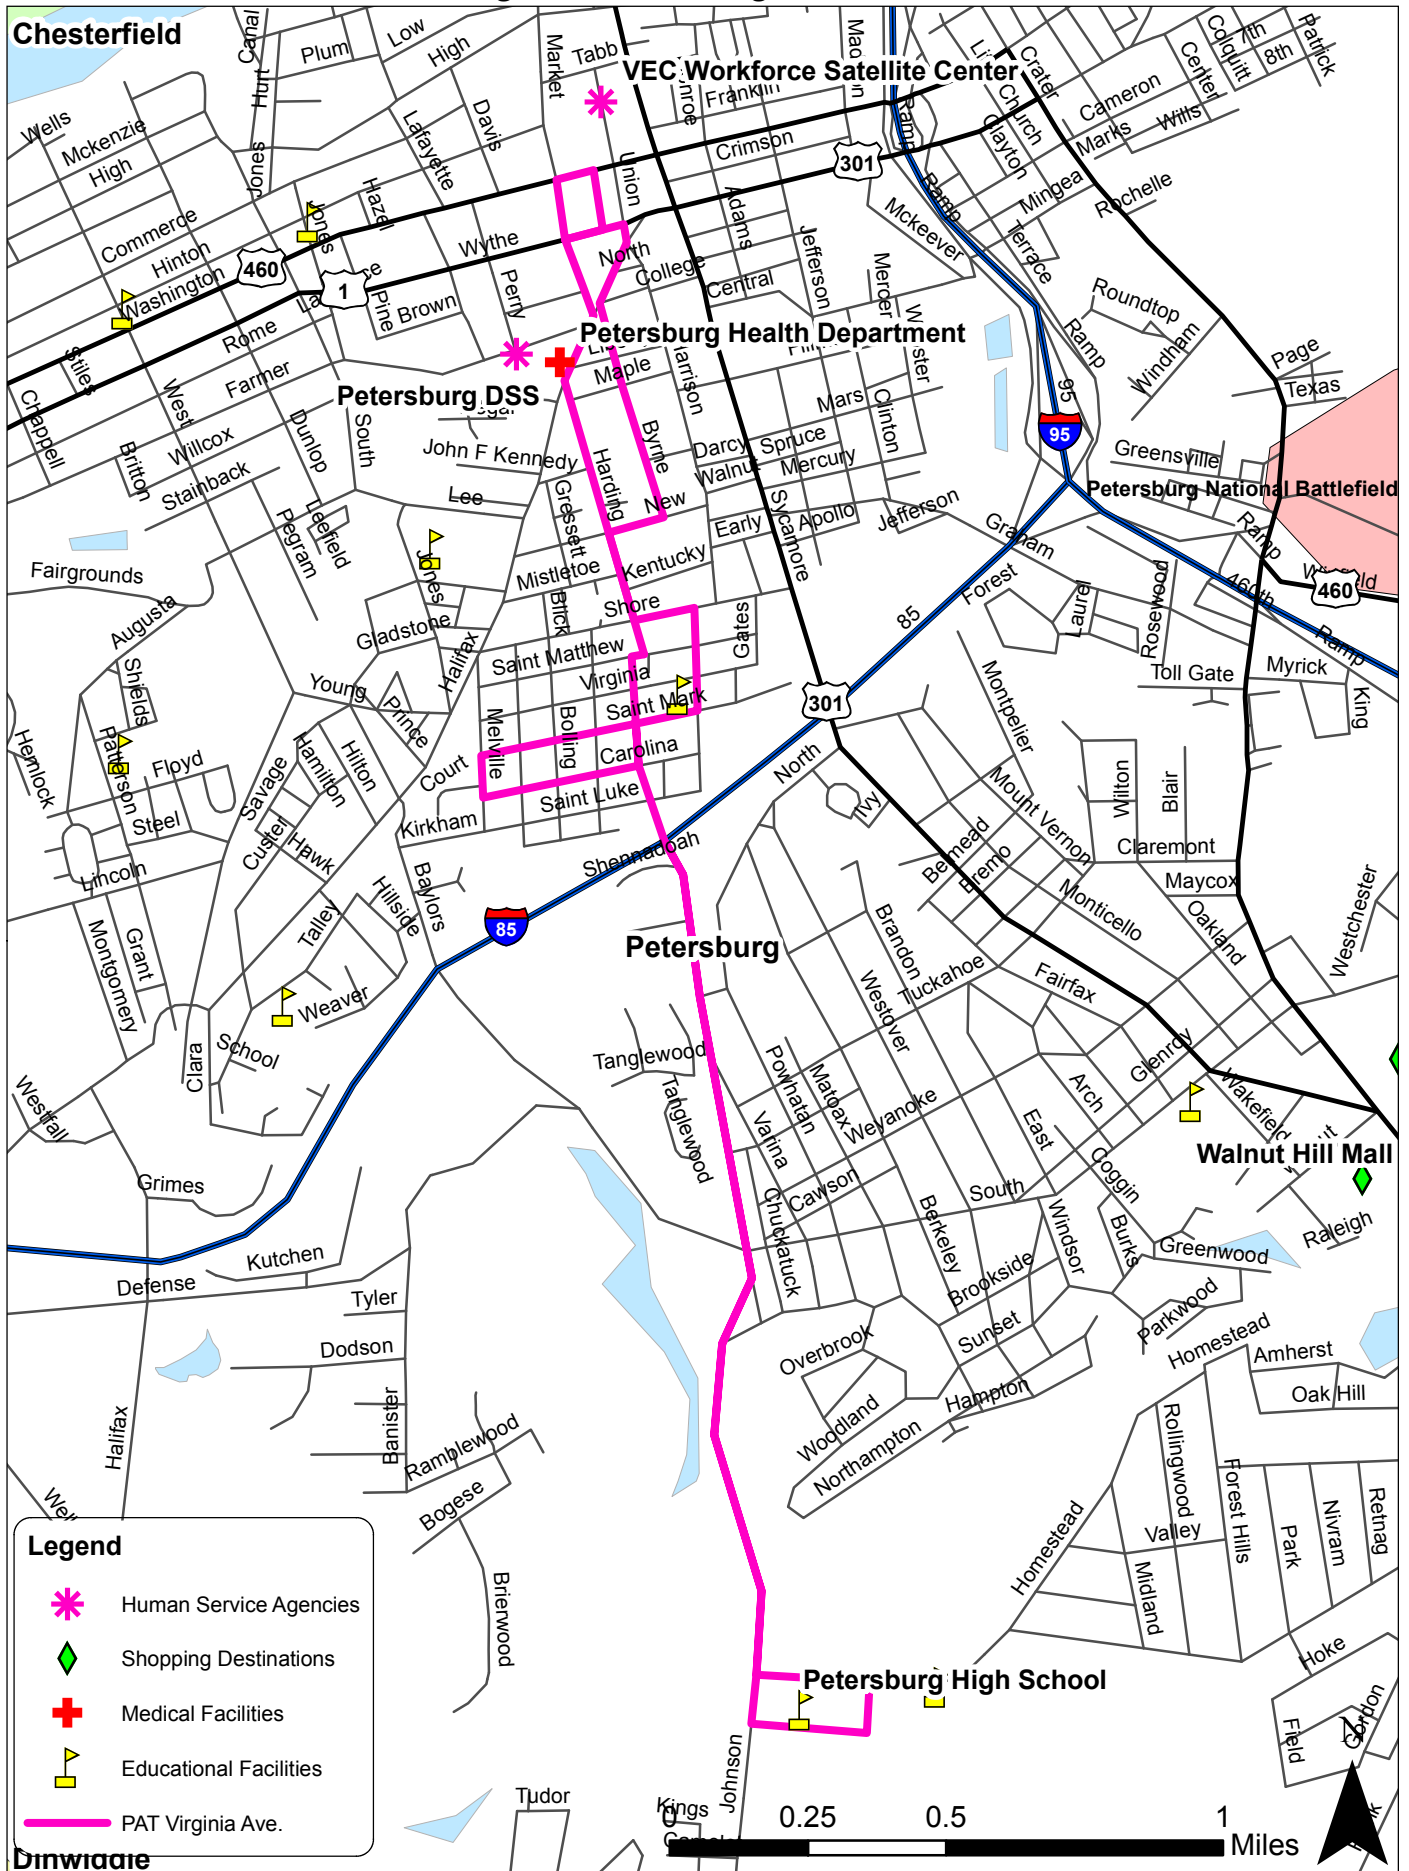 Chesterfield
Canal
Hurt
Plum
Low
High
Market
Tabb
VEC Workforce Satellite Center
Franklin
Crater
Church
Clayton
Colquitt
7th
8th
Patrick
Center
Cameron
Marks
Wills
Wells
Mckenzie
High
Jones
Lafayette
Davis
Union
Crimson
301
Ramp
Ramp
Mingea
Rochelle
Commerce
Hinton
Washington
Jones
Hazel
460
1
Wythe
Perry
North
College
Adams
Central
Jefferson
Mckeever
Mercer
Terrace
Roundtop
Windham
Ramp
Page
Texas
Rome
Pine
Brown
Petersburg Health Department
Petersburg DSS
Maple
Harrison
Stiles
West
Farmer
Chappell
Britton
Willcox
Stainback
Dunlop
South
John F Kennedy
Lee
Harding
Byrne
New
Darcy
Walnut
Spruce
Mercury
Mars
Clinton
95
95
Greensville
Petersburg National Battlefield
Pegram
Leefield
Gressett
Early
Apollo
Sycamore
Jefferson
Graham
Forest
Ramp
460th
460
Ramp
Fairgrounds
Augusta
Jones
Mistletoe
Kentucky
Blick
Shore
Gates
85
Laurel
Rosewood
Gladstone
Halifax
Saint Matthew
Virginia
Saint Mark
301
Montpelier
Toll Gate
Myrick
King
Shields
Young
Prince
Hemlock
Patterson
Floyd
Steel
Lincoln
Savage
Hamilton
Hilton
Custer
Hawk
Court
Melville
Bolling
Carolina
Saint Luke
Kirkham
North
Ivy
Mount Vernon
Wilton
Blair
Claremont
Maycox
Shennadoah
Belmead
Bremo
Monticello
Oakland
Westchester
Baylors
Hillside
Talley
85
Petersburg
Montgomery
Grant
Weaver
School
Clara
Brandon
Westover
Tuckahoe
Fairfax
Glenroy
Westfall
Tanglewood
Tanglewood
Powhatan
Matoax
Varina
Weyanoke
Cawson
Arch
East
Coggin
Wakefield
Walnut Hill Mall
Grimes
Chuckatuck
South
Berkeley
Windsor
Burks
Greenwood
Raleigh
Kutchen
Defense
Tyler
Dodson
Brookside
Sunset
Overbrook
Parkwood
Homestead
Amherst
Oak Hill
Halifax
Banister
Ramblewood
Bogese
Woodland
Hampton
Northampton
Rollingwood
Forest Hills
Park
Nivram
Retnag
Homestead
Valley
Midland
Brierwood
Legend
Human Service Agencies
Shopping Destinations
Medical Facilities
Educational Facilities
PAT Virginia Ave.
Petersburg High School
Hoke
Field
Gordon
N
Johnson
Tudor
Kings
0
0.25
0.5
1
Miles
Dinwiddie